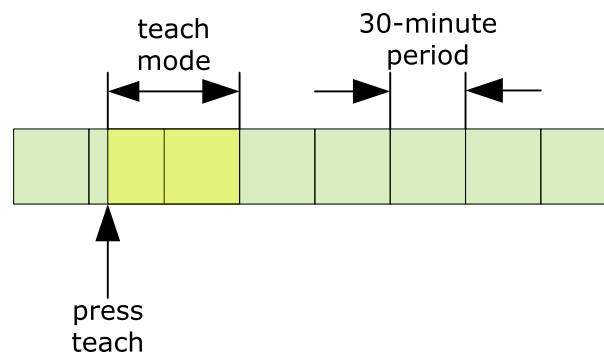 teach
mode
30-minute
period
press
teach